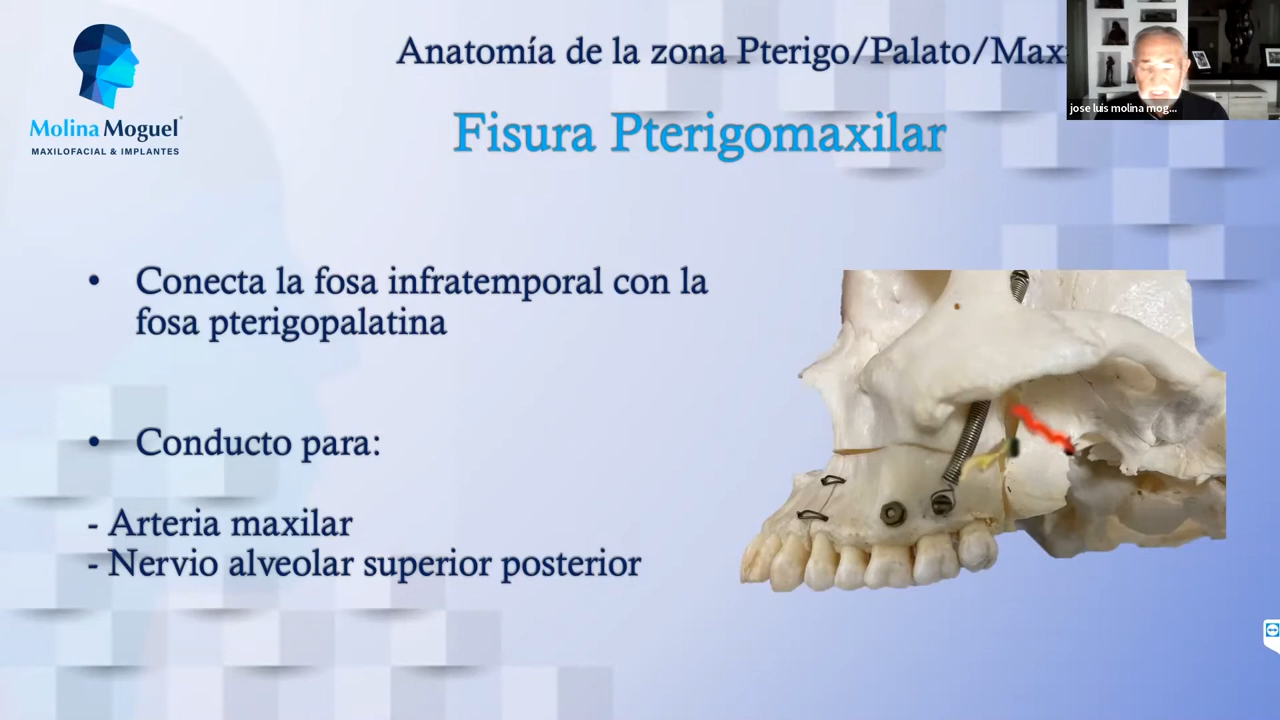 Anatomía de la zona Pterigo/Palato/Max
Molina Moguel
MAXILOFACIAL & IMPLANTES
jose luis molina mog...
Fisura Pterigomaxilar
• Conecta la fosa infratemporal con la
fosa pterigopalatina
• Conducto para:
- Arteria maxilar
- Nervio alveolar superior posterior